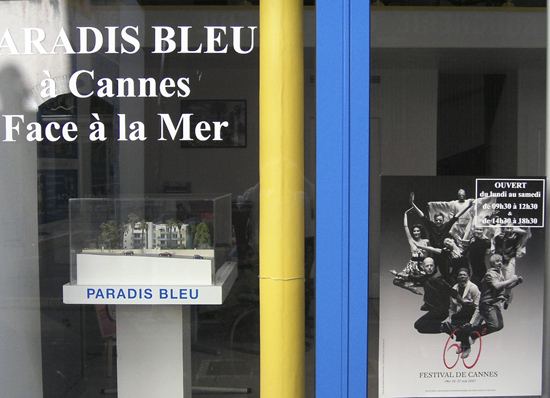 PARADIS BLEU
à Cannes
Face à la Mer
PARADIS BLEU
OUVERT
du lundi au samedi
de 09h30 à 12h30
&
de 14h30 à 18h30
60
FESTIVAL DE CANNES